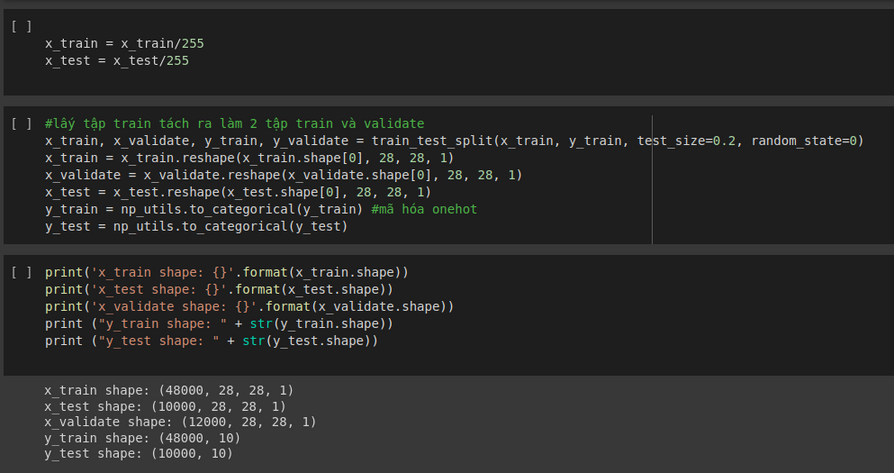 [ ]
x_train = x_train/255
x_test = x_test/255
[ ] #lấy tập train tách ra làm 2 tập train và validate
x_train, x_validate, y_train, y_validate = train_test_split(x_train, y_train, test_size=0.2, random_state=0)
x_train = x_train.reshape(x_train.shape[0], 28, 28, 1)
x_validate = x_validate.reshape(x_validate.shape[0], 28, 28, 1)
x_test = x_test.reshape(x_test.shape[0], 28, 28, 1)
y_train = np_utils.to_categorical(y_train) #mã hóa onehot
y_test = np_utils.to_categorical(y_test)
[ ] print('x_train shape: {}'.format(x_train.shape))
print('x_test shape: {}'.format(x_test.shape))
print('x_validate shape: {}'.format(x_validate.shape))
print ("y_train shape: " + str(y_train.shape))
print ("y_test shape: " + str(y_test.shape))
x_train shape: (48000, 28, 28, 1)
x_test shape: (10000, 28, 28, 1)
x_validate shape: (12000, 28, 28, 1)
y_train shape: (48000, 10)
y_test shape: (10000, 10)